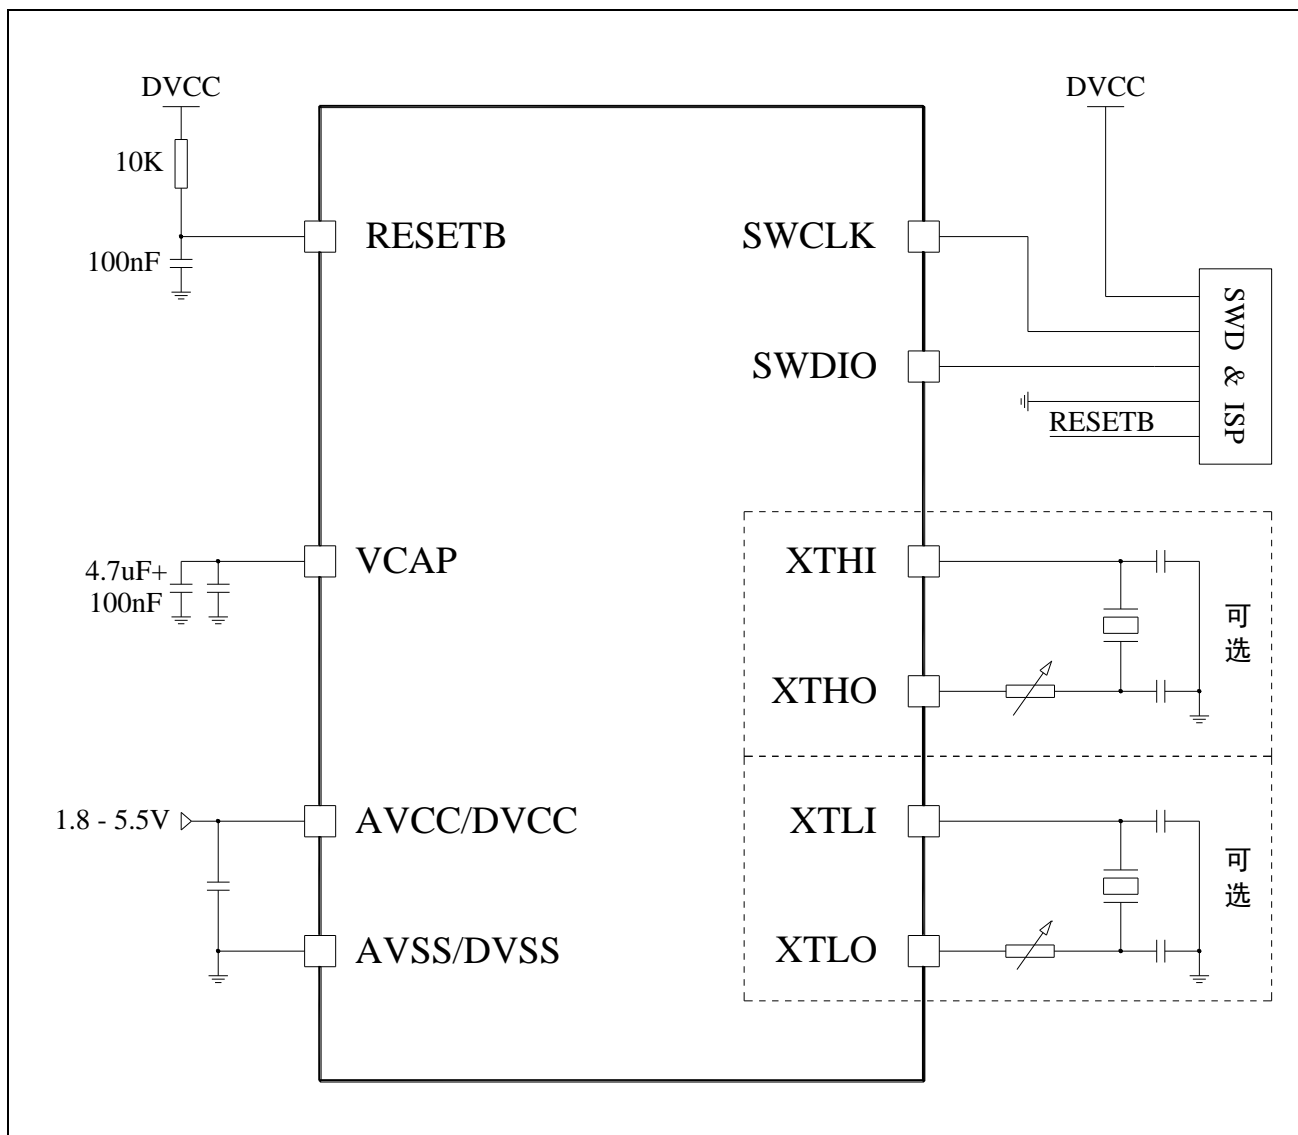 DVCC
10K
100nF
RESETB
4.7uF+
100nF
VCAP
1.8 - 5.5V
AVCC/DVCC
AVSS/DVSS
DVCC
SWCLK
SWDIO
SWD & ISP
RESETB
XTHI
XTHO
可选
XTLI
XTLO
可选